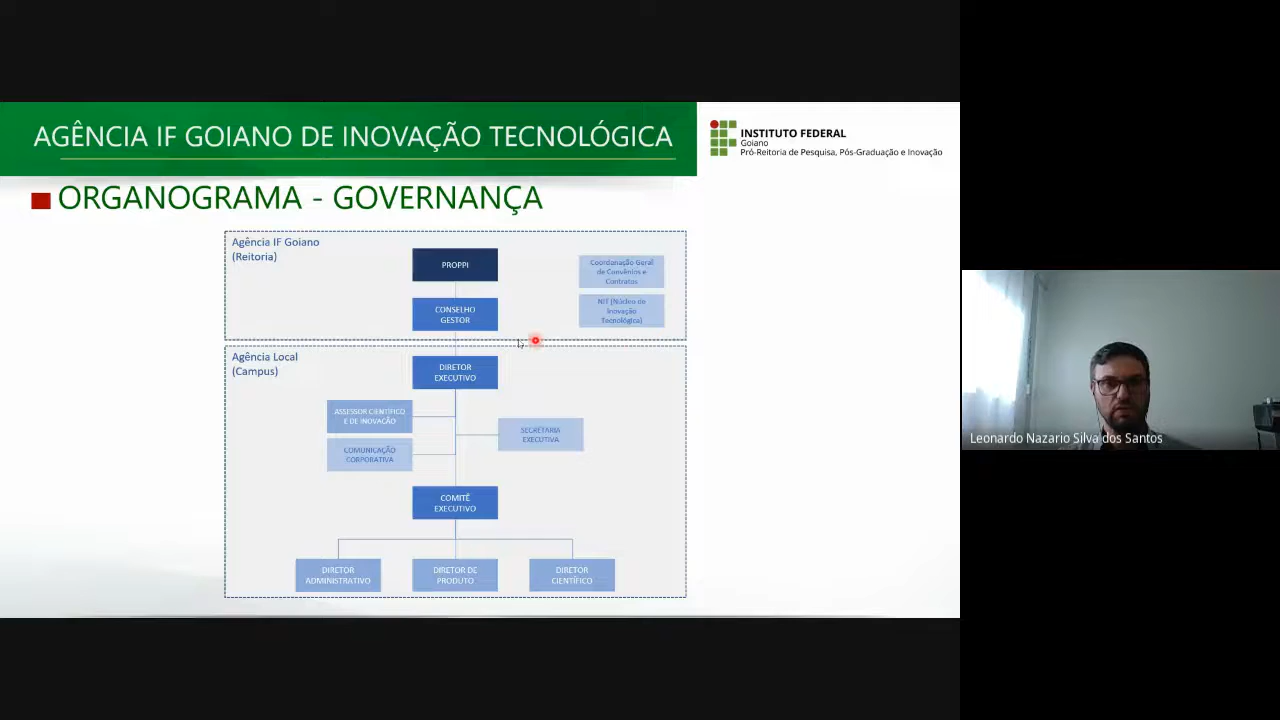 AGÊNCIA IF GOIANO DE INOVAÇÃO TECNOLÓGICA
INSTITUTO FEDERAL
Goiano
Pró-Reitoria de Pesquisa, Pós-Graduação e Inovação
ORGANOGRAMA - GOVERNANÇA
Agência IF Goiano
(Reitoria)
PROPPI
Coordenação Geral
de Convênios e
Contratos
CONSELHO
GESTOR
NIT (Núcleo de
Inovação
Tecnológica)
Agência Local
(Campus)
DIRETOR
EXECUTIVO
ASSESSOR CIENTÍFICO
E DE INOVAÇÃO
SECRETARIA
EXECUTIVA
COMUNICAÇÃO
CORPORATIVA
COMITÊ
EXECUTIVO
DIRETOR
ADMINISTRATIVO
DIRETOR DE
PRODUTO
DIRETOR
CIENTÍFICO
Leonardo Nazario Silva dos Santos